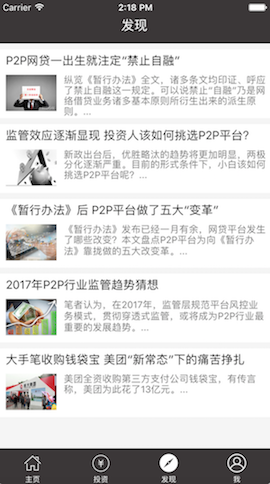 Carrier 2:18 PM
发现
P2P网贷一出生就注定"禁止自融"
纵览《暂行办法》全文，诸多条文均印证、呼应
了禁止自融这一规定。可以说禁止"自融"乃是网
络借贷业务诸多基本原则所衍生出来的派生原
则。...
监管效应逐渐显现 投资人该如何挑选P2P平台？
新政出台后，优胜略汰的趋势将更加明显，两极
分化逐渐严重。目前的形式条件下，小白该如何
挑选P2P平台呢？...
《暂行办法》后 P2P平台做了五大"变革"
《暂行办法》发布已经一月有余，网贷平台发生
了哪些改变？本文盘点P2P平台为向《暂行办
法》靠拢做的五大改变革。...
2017年P2P行业监管趋势猜想
笔者认为，在2017年，监管层规范平台风控业
务模式，贯彻穿透式监管，或将成为P2P行业最
重要的发展趋势。...
大手笔收购钱袋宝 美团"新常态"下的痛苦挣扎
美团全资收购第三方支付公司钱袋宝，有传言
称，美团为此花了13亿元。...
主页 投资 发现 我